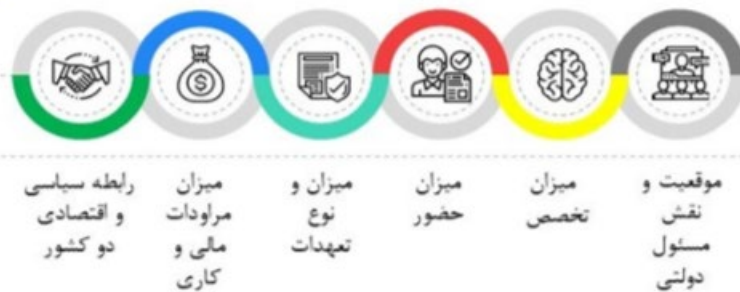 موقعیت و
نقش
مسئول
دولتی
میزان
تخصص
میزان
حضور
میزان و
نوع
تعهدات
میزان
مراودات
مالی و
کاری
رابطه سیاسی
و اقتصادی
دو کشور